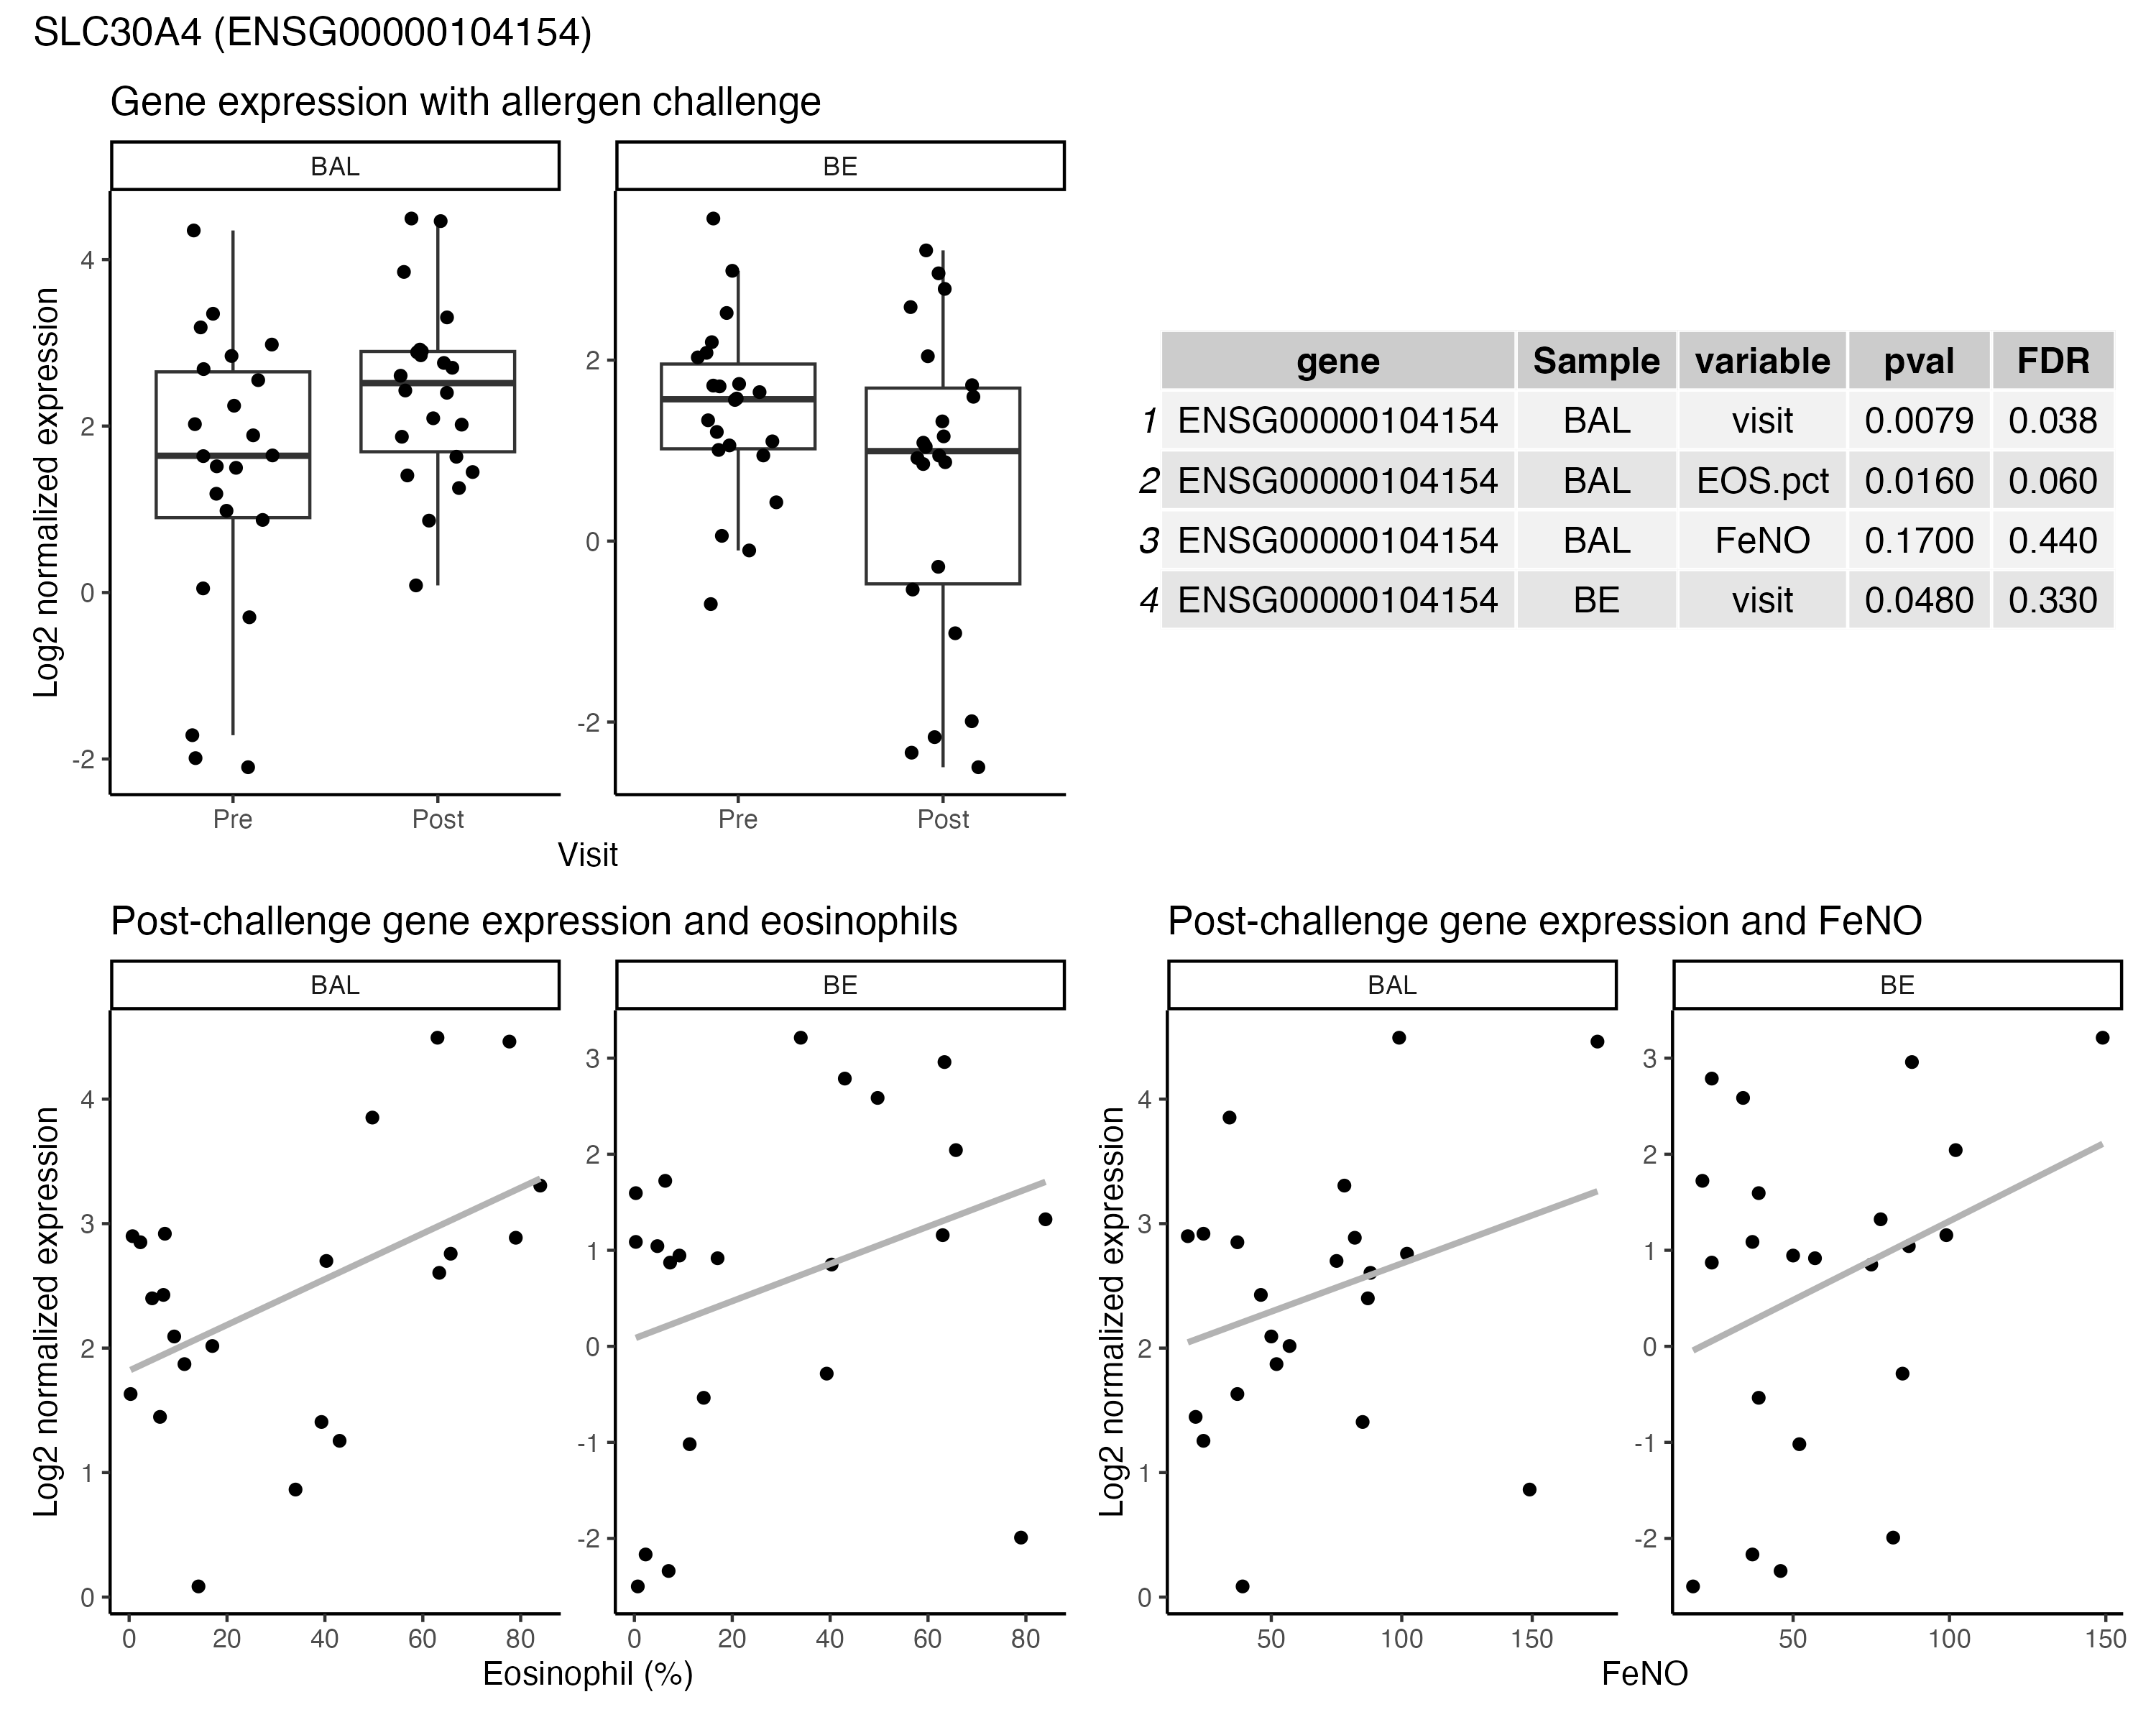 SLC30A4 (ENSG00000104154)
Gene expression with allergen challenge
BAL BE
Log2 normalized expression
4
2
0
-2
2
0
-2
Pre Post Pre Post
Visit
gene Sample variable pval FDR
1 ENSG00000104154 BAL visit 0.0079 0.038
2 ENSG00000104154 BAL EOS.pct 0.0160 0.060
3 ENSG00000104154 BAL FeNO 0.1700 0.440
4 ENSG00000104154 BE visit 0.0480 0.330
Post-challenge gene expression and eosinophils
BAL BE
Log2 normalized expression
4
3
2
1
0
3
2
1
0
-1
-2
0 20 40 60 80 0 20 40 60 80
Eosinophil (%)
Post-challenge gene expression and FeNO
BAL BE
Log2 normalized expression
4
3
2
1
0
3
2
1
0
-1
-2
50 100 150 50 100 150
FeNO